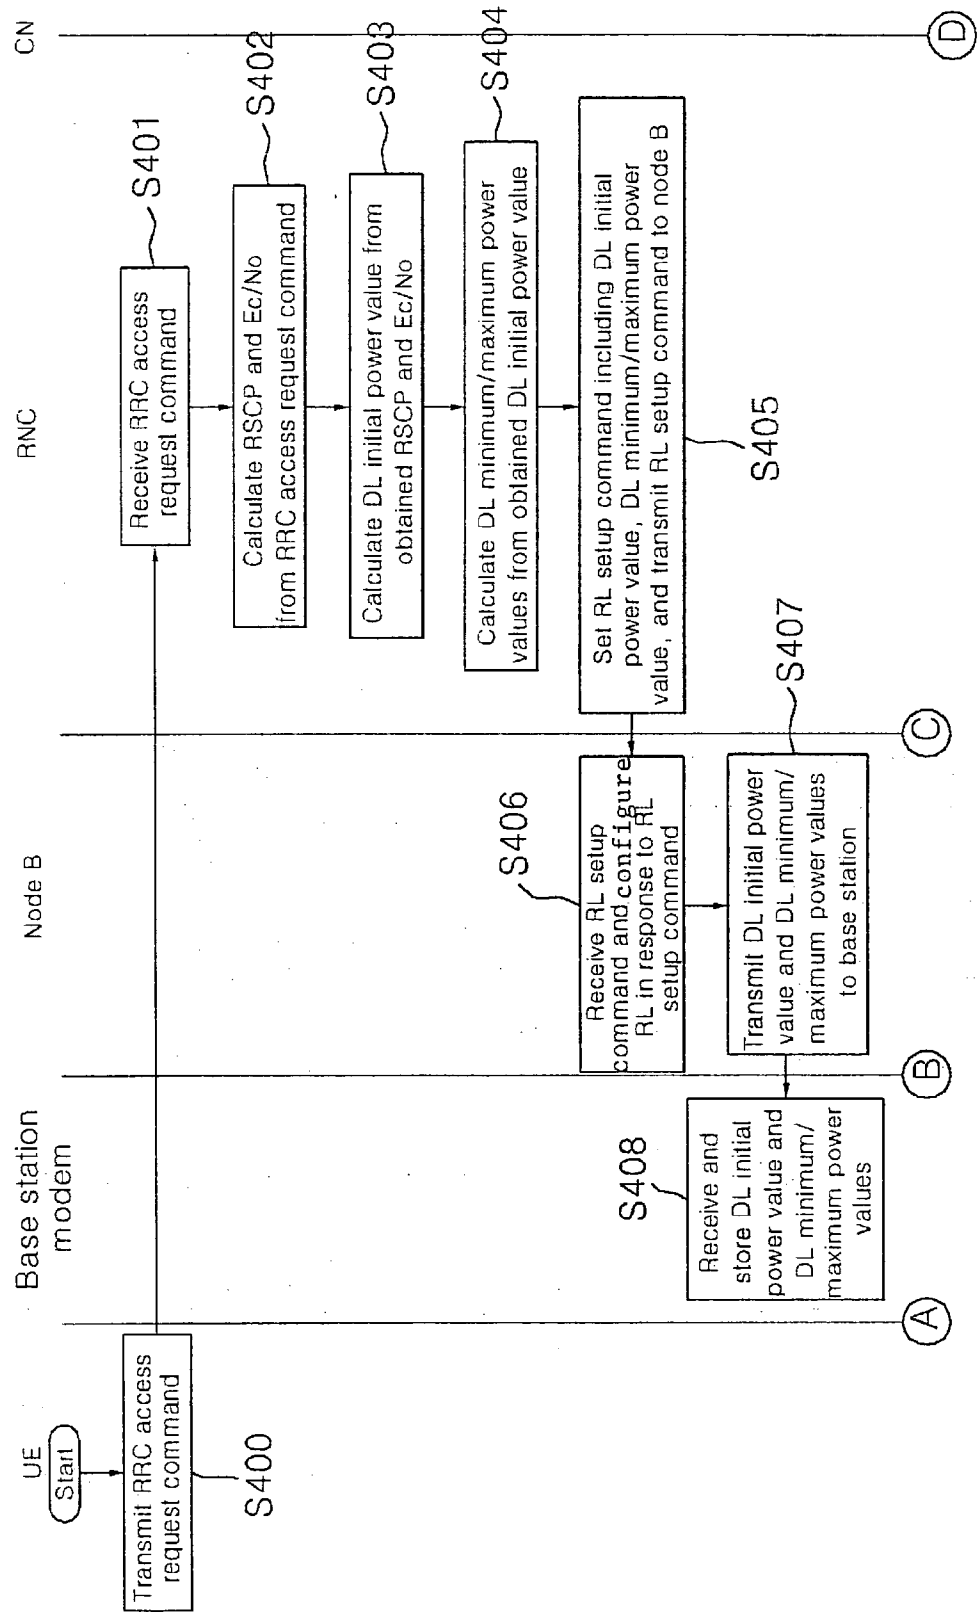 UE
Base station
modem
Node B
RNC
CN
Start
Transmit RRC access
request command
S400
Receive RRC access
request command
S401
Calculate RSCP and Ec/No
from RRC access request command
S402
Calculate DL initial power value from
obtained RSCP and Ec/No
S403
Calculate DL minimum/maximum power
values from obtained DL initial power value
S404
Set RL setup command including DL initial
power value, DL minimum/maximum power
value, and transmit RL setup command to node B
S405
Receive RL setup
command and configure
RL in response to RL
setup command
S406
Transmit DL initial power
value and DL minimum/
maximum power values
to base station
S407
Receive and
store DL initial
power value and
DL minimum/
maximum power
values
S408
A
B
C
D